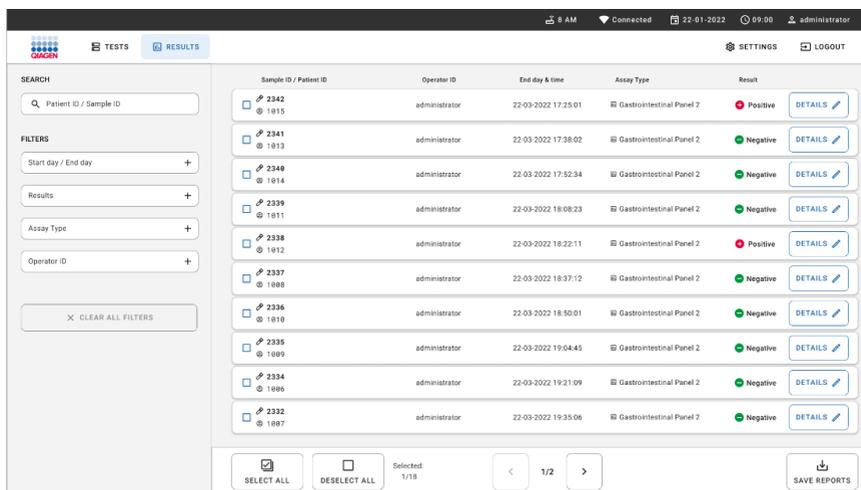 8 AM Connected 22-01-2022 09:00 administrator
QIAGEN TESTS RESULTS SETTINGS LOGOUT
SEARCH
Patient ID / Sample ID
FILTERS
Start day / End day +
Results +
Assay Type +
Operator ID +
CLEAR ALL FILTERS
Sample ID / Patient ID Operator ID End day & time Assay Type Result
2342
1015 administrator 22-03-2022 17:25:01 Gastrointestinal Panel 2 Positive DETAILS
2341
1013 administrator 22-03-2022 17:38:02 Gastrointestinal Panel 2 Negative DETAILS
2340
1014 administrator 22-03-2022 17:52:34 Gastrointestinal Panel 2 Negative DETAILS
2339
1011 administrator 22-03-2022 18:08:23 Gastrointestinal Panel 2 Negative DETAILS
2338
1012 administrator 22-03-2022 18:22:11 Gastrointestinal Panel 2 Positive DETAILS
2337
1008 administrator 22-03-2022 18:37:12 Gastrointestinal Panel 2 Negative DETAILS
2336
1010 administrator 22-03-2022 18:50:01 Gastrointestinal Panel 2 Negative DETAILS
2335
1009 administrator 22-03-2022 19:04:45 Gastrointestinal Panel 2 Negative DETAILS
2334
1006 administrator 22-03-2022 19:21:09 Gastrointestinal Panel 2 Negative DETAILS
2332
1007 administrator 22-03-2022 19:35:06 Gastrointestinal Panel 2 Negative DETAILS
SELECT ALL DESELECT ALL Selected:
1/18 < 1/2 > SAVE REPORTS